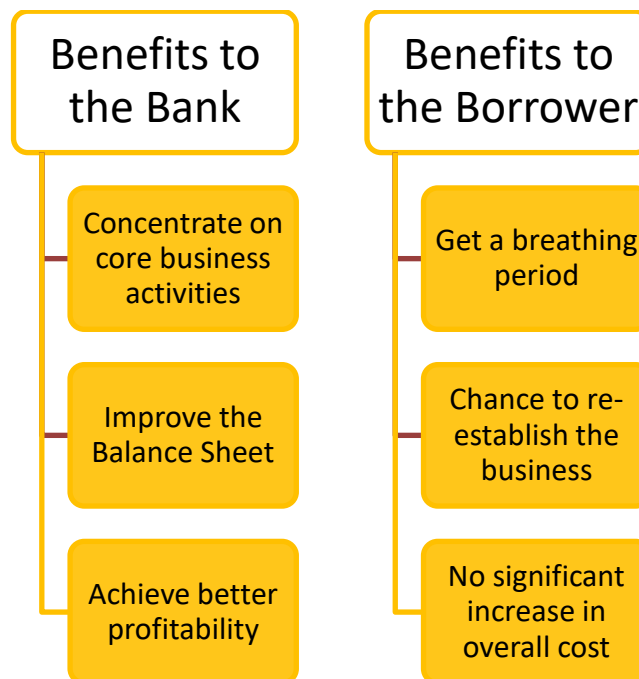 Benefits to
the Bank
Concentrate on
core business
activities
Improve the
Balance Sheet
Achieve better
profitability
Benefits to
the Borrower
Get a breathing
period
Chance to re-
establish the
business
No significant
increase in
overall cost